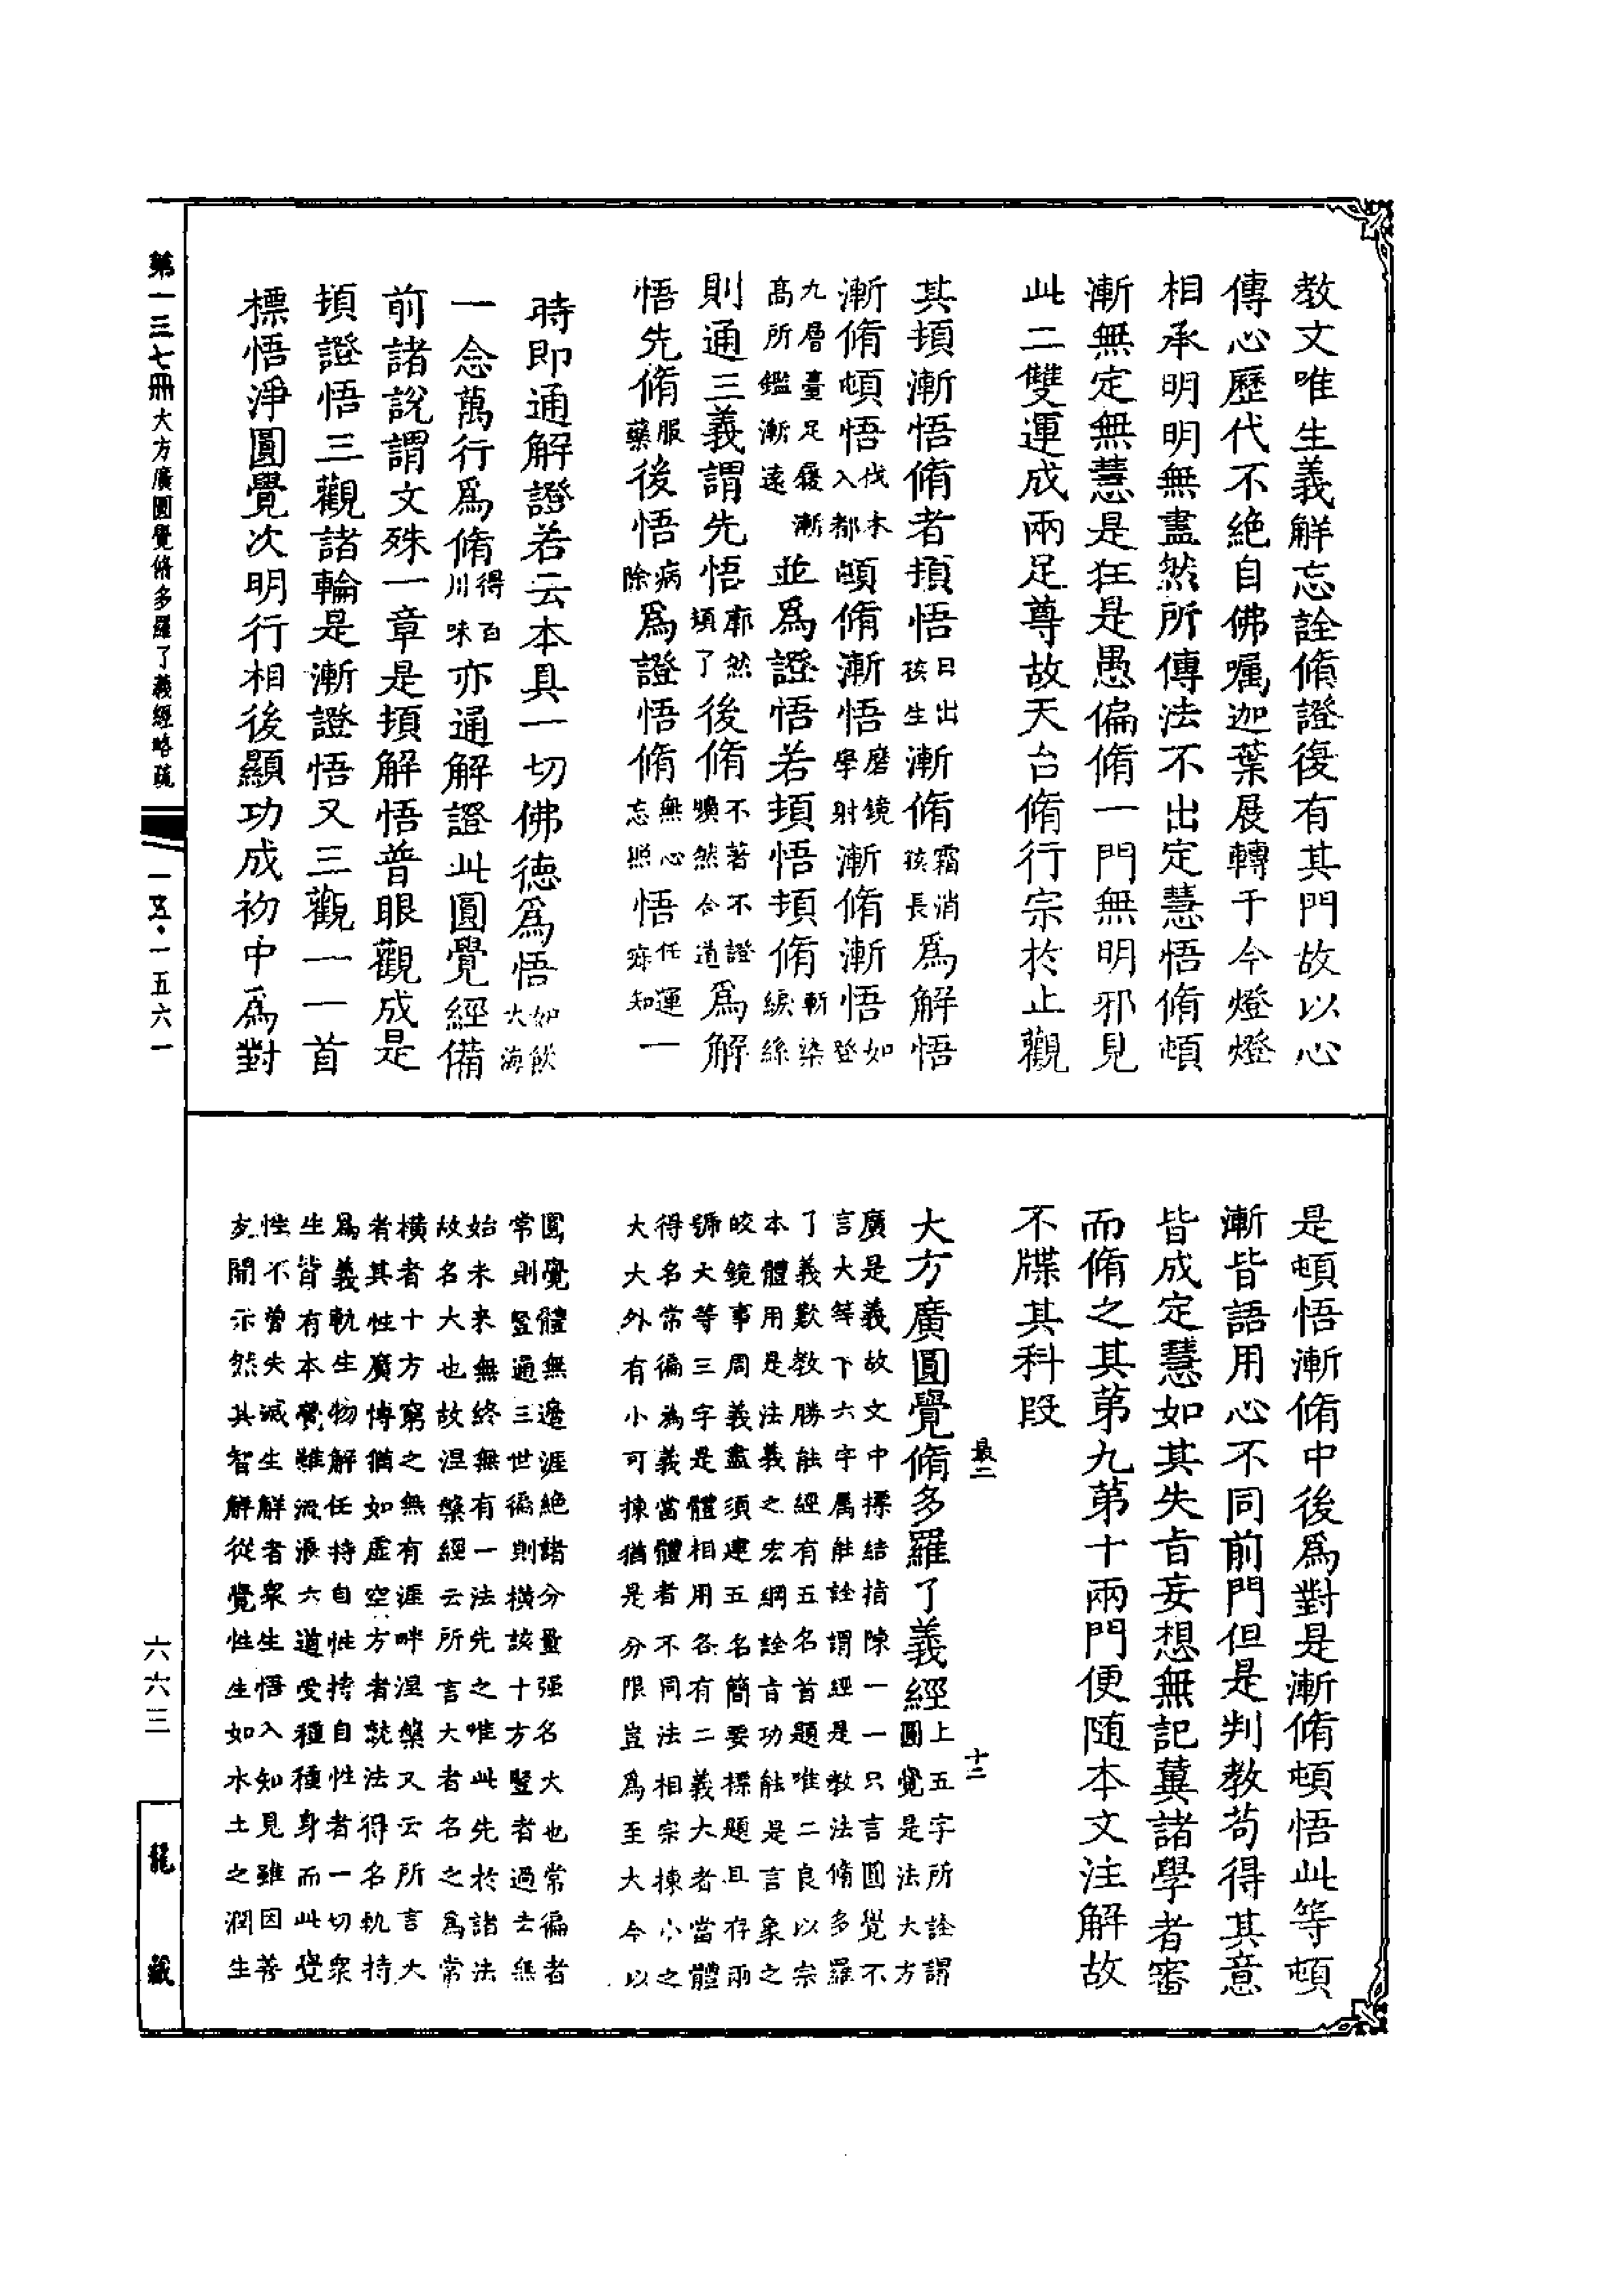 教文唯生義解忘詮脩證復有其門故以心
傳心歷代不絕自佛囑迦葉展轉于今燈燈
相承明明無盡然所傳法不出定慧悟脩頓
漸無定無慧是狂是愚偏脩一門無明邪見
此二雙運成兩足尊故天台脩行宗於止觀
其頓漸悟脩者頓悟日出孩生漸脩霜消孩長為解悟
漸脩頓悟伐木入都頓脩漸悟磨鏡學射漸脩漸悟如登
九層臺足履漸高所鑑漸遠並為證悟若頓悟頓脩斬染綟絲
則通三義謂先悟廓然頓了後脩不著不證曠然合道為解
悟先脩服藥後悟病除為證悟脩無心忘照悟任運寂知一
時即通解證若云本具一切佛德為悟如飲大海
一念萬行為脩得百川味亦通解證此圓覺經備
前諸說謂文殊一章是頓解悟普眼觀成是
頓證悟三觀諸輪是漸證悟又三觀一一首
標悟淨圓覺次明行相後顯功成初中為對
是頓悟漸脩中後為對是漸脩頓悟此等頓
漸皆語用心不同前門但是判教苟得其意
皆成定慧如其失旨妄想無記冀諸學者審
而脩之其第九第十兩門便隨本文注解故
不牒其科段
最二 十二
大方廣圓覺脩多羅了義經上五字所詮謂圓覺是法大方
廣是義故文中標結指陳一一只言圓覺不
言大等下六字屬能詮謂經是教法脩多羅
了義歎教勝能經有五名首題唯二良以宗
本體用是法義之宏綱詮旨功能是言象之
皎鏡事周義盡須建五名簡要標題且存兩
號大等三字是體相用各有二義大者當體
得名常徧為義當體者不同法相宗揀小之
大大外有小可揀猶是分限豈為至大今以
圓覺體無邊涯絕諸分量强名大也常徧者
常則豎通三世徧則橫該十方豎者過去無
始未來無終無有一法先之唯此先於諸法
故名大也故涅槃經云所言大者名之為常
橫者十方窮之無有涯畔涅槃又云所言大
者其性廣博猶如虛空方者就法得名軌持
為義軌生物解任持自性持自性者一切衆
生皆有本覺雖流浪六道受種種身而此覺
性不曾失滅生解者衆生悟入知見雖因善
友開示然其智解從覺性生如水土之潤生
第一三七冊 大方廣圓覺脩多羅了義經略疏
一五·一五六一
六六三
龍藏